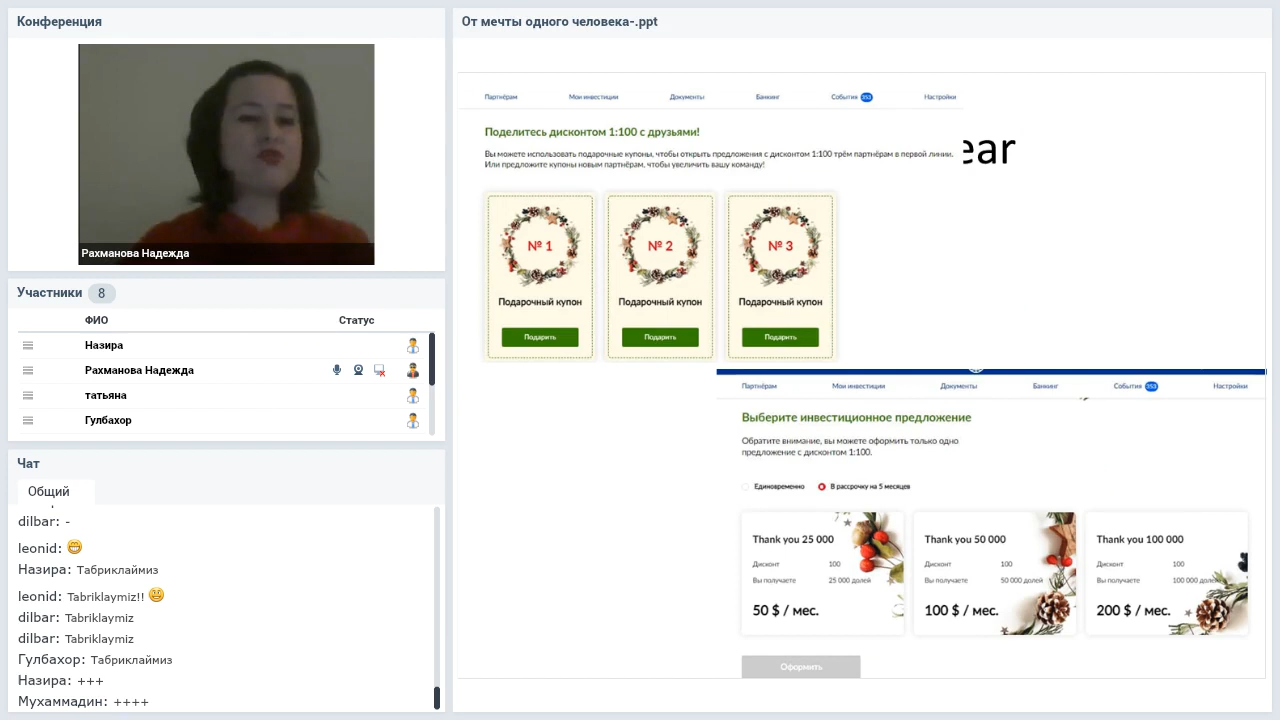 Конференция
Рахманова Надежда
Участники 8
ФИО Статус
Назира
Рахманова Надежда
татьяна
Гулбахор
Чат
Общий
dilbar: -
leonid:
Назира: Табриклаймиз
leonid: Tabriklaymiz!!
dilbar: Tabriklaymiz
dilbar: Tabriklaymiz
Гулбахор: Табриклаймиз
Назира: +++
Мухаммадин: ++++
От мечты одного человека-.ppt
Партнёрам Мои инвестиции Документы Банкинг События 353 Настройки
Поделитесь дисконтом 1:100 с друзьями!
Вы можете использовать подарочные купоны, чтобы открыть предложения с дисконтом 1:100 трём партнёрам в первой линии.
Или предложите купоны новым партнёрам, чтобы увеличить вашу команду!
ear
№ 1 № 2 № 3
Подарочный купон Подарочный купон Подарочный купон
Подарить Подарить Подарить
Партнёрам Мои инвестиции Документы Банкинг События 353 Настройки
Выберите инвестиционное предложение
Обратите внимание, вы можете оформить только одно
предложение с дисконтом 1:100.
Единовременно В рассрочку на 5 месяцев
Thank you 25 000 Thank you 50 000 Thank you 100 000
Дисконт 100 Дисконт 100 Дисконт 100
Вы получаете 25 000 долей Вы получаете 50 000 долей Вы получаете 100 000 долей
50 $ / мес. 100 $ / мес. 200 $ / мес.
Оформить